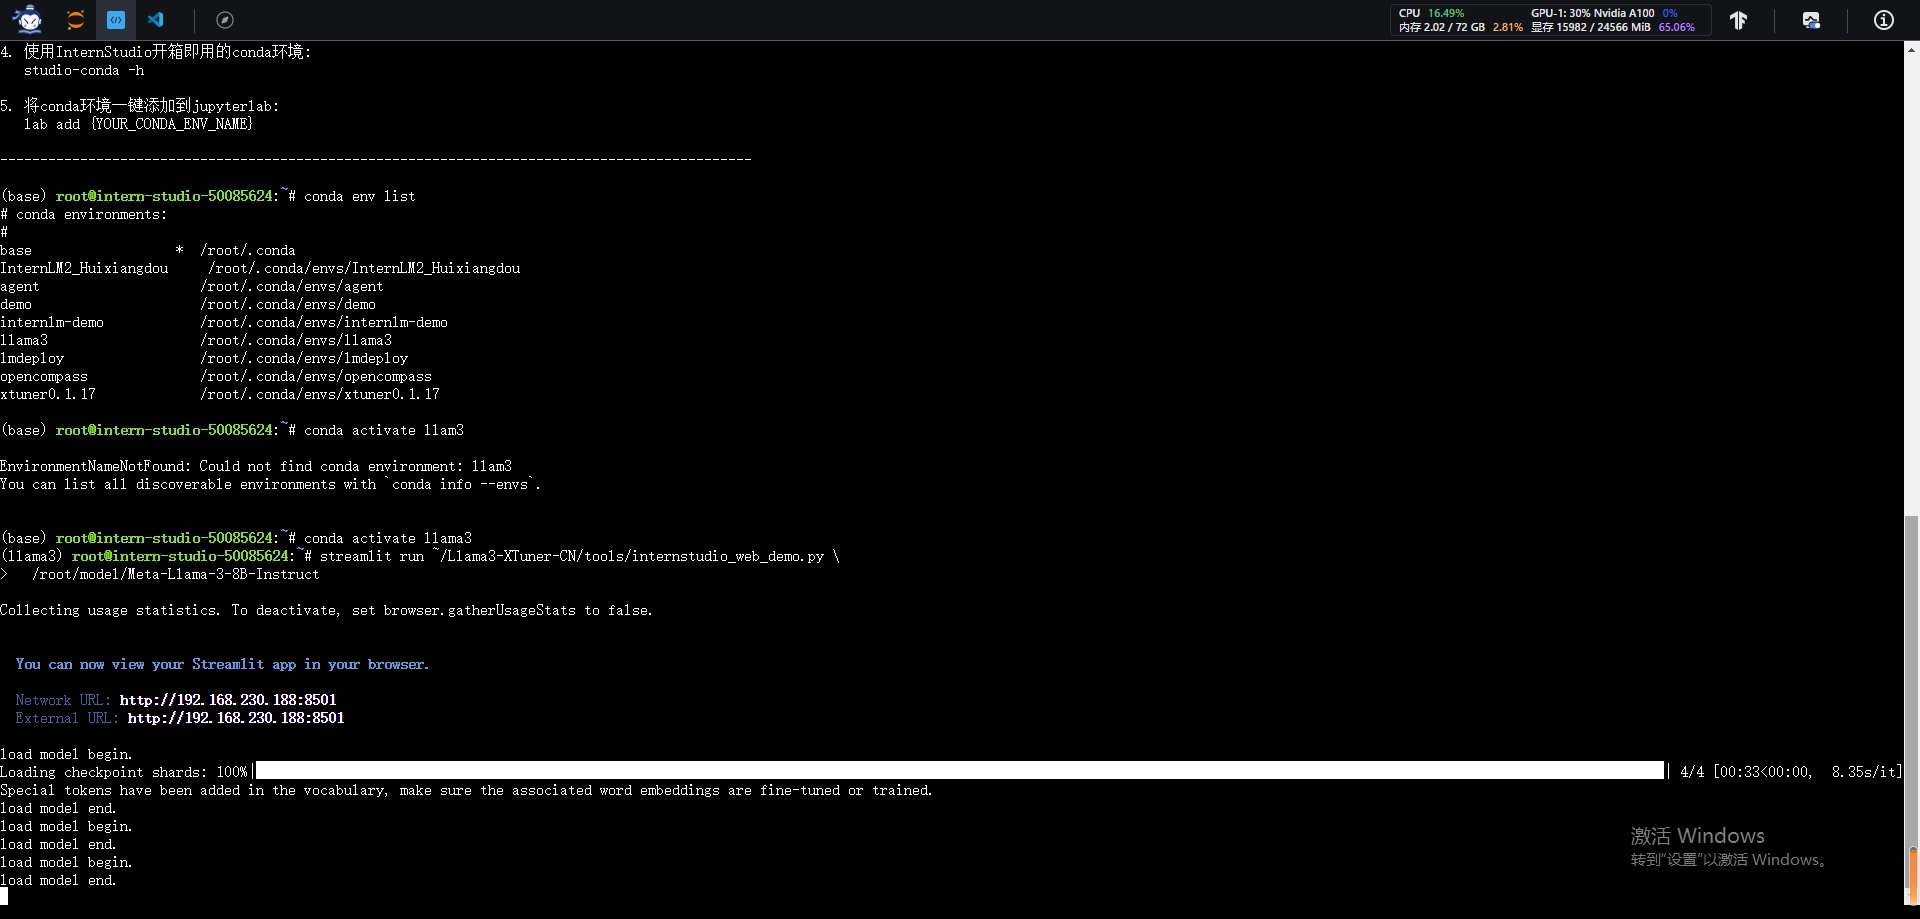 CPU 16.49% GPU-1: 30% Nvidia A100 0%
内存 2.02 / 72 GB 2.81% 显存 15982 / 24566 MiB 65.06%
4. 使用InternStudio开箱即用的conda环境:
studio-conda -h
5. 将conda环境一键添加到jupyterlab:
lab add {YOUR_CONDA_ENV_NAME}
----------------------------------------------------------------------------------------------
(base) root@intern-studio-50085624:~# conda env list
# conda environments:
#
base                  *  /root/.conda
InternLM2_Huixiangdou     /root/.conda/envs/InternLM2_Huixiangdou
agent                    /root/.conda/envs/agent
demo                     /root/.conda/envs/demo
internlm-demo            /root/.conda/envs/internlm-demo
llama3                   /root/.conda/envs/llama3
lmdeploy                 /root/.conda/envs/lmdeploy
opencompass              /root/.conda/envs/opencompass
xtuner0.1.17             /root/.conda/envs/xtuner0.1.17
(base) root@intern-studio-50085624:~# conda activate llam3
EnvironmentNameNotFound: Could not find conda environment: llam3
You can list all discoverable environments with `conda info --envs`.
(base) root@intern-studio-50085624:~# conda activate llama3
(llama3) root@intern-studio-50085624:~# streamlit run ~/Llama3-XTuner-CN/tools/internstudio_web_demo.py \
>   /root/model/Meta-Llama-3-8B-Instruct
Collecting usage statistics. To deactivate, set browser.gatherUsageStats to false.
You can now view your Streamlit app in your browser.
Network URL: http://192.168.230.188:8501
External URL: http://192.168.230.188:8501
load model begin.
Loading checkpoint shards: 100%| | 4/4 [00:33<00:00,  8.35s/it]
Special tokens have been added in the vocabulary, make sure the associated word embeddings are fine-tuned or trained.
load model end.
load model begin.
load model end.
load model begin.
load model end.
激活 Windows
转到“设置”以激活 Windows。